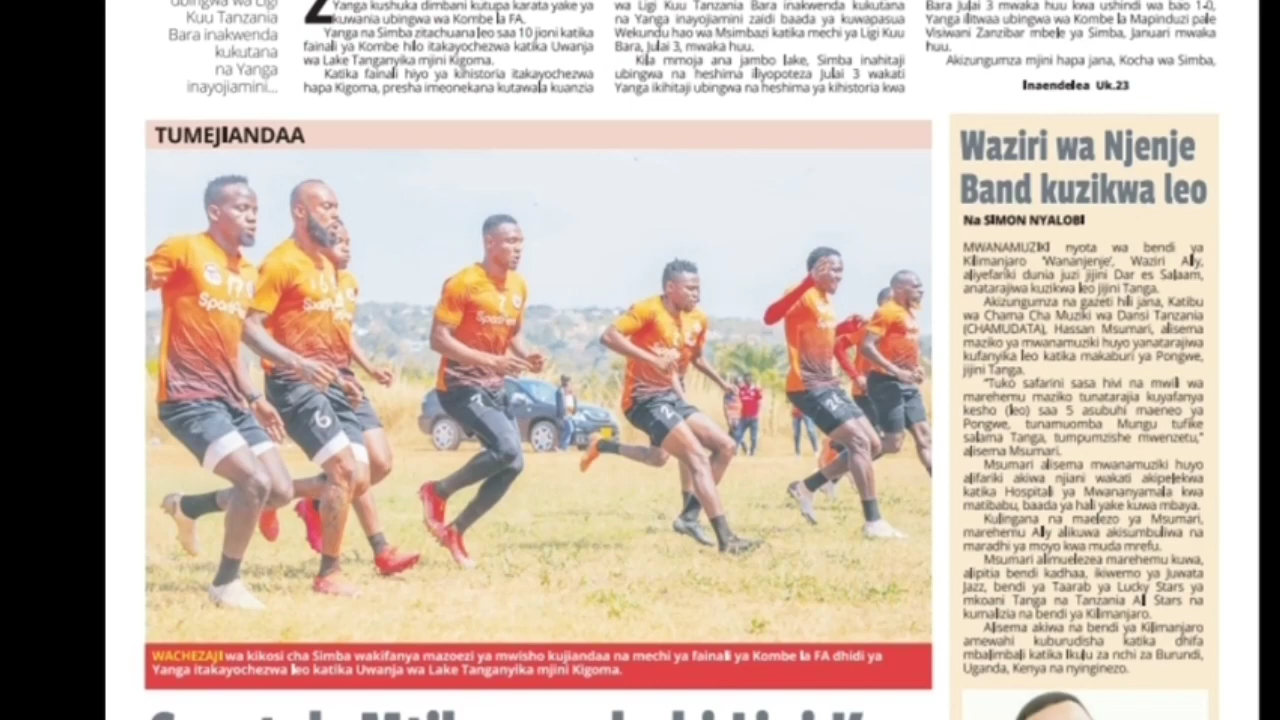 ubingwa wa Ligi
Kuu Tanzania
Bara inakwenda
kukutana
na Yanga
inayojiamini...
Yanga kushuka dimbani kutupa karata yake ya
kuwania ubingwa wa Kombe la FA.
Yanga na Simba zitachuana leo saa 10 jioni katika
fainali ya Kombe hilo itakayochezwa katika Uwanja
wa Lake Tanganyika mjini Kigoma.
Katika fainali hiyo ya kihistoria itakayochezwa
hapa Kigoma, presha imeonekana kutawala kuanzia
wa Ligi Kuu Tanzania Bara inakwenda kukutana
na Yanga inayojiamini zaidi baada ya kuwapasua
Wekundu hao wa Msimbazi katika mechi ya Ligi Kuu
Bara, Julai 3, mwaka huu.
Kila mmoja ana jambo lake, Simba inahitaji
ubingwa na heshima iliyopoteza Julai 3 wakati
Yanga ikihitaji ubingwa na heshima ya kihistoria kwa
Bara Julai 3 mwaka huu kwa ushindi wa bao 1-0,
Yanga ilitwaa ubingwa wa Kombe la Mapinduzi pale
Visiwani Zanzibar mbele ya Simba, Januari mwaka
huu.
Akizungumza mjini hapa jana, Kocha wa Simba,
Inaendelea Uk.23
TUMEJIANDAA
WACHEZAJI wa kikosi cha Simba wakifanya mazoezi ya mwisho kujiandaa na mechi ya fainali ya Kombe la FA dhidi ya
Yanga itakayochezwa leo katika Uwanja wa Lake Tanganyika mjini Kigoma.
Waziri wa Njenje
Band kuzikwa leo
Na SIMON NYALOBI
MWANAMUZIKI nyota wa bendi ya
Kilimanjaro 'Wananjenje', Waziri Ally,
aliyefariki dunia juzi jijini Dar es Salaam,
anatarajiwa kuzikwa leo jijini Tanga.
Akizungumza na gazeti hili jana, Katibu
wa Chama Cha Muziki wa Dansi Tanzania
(CHAMUDATA), Hassan Msumari, alisema
maziko ya mwanamuziki huyo yanatarajiwa
kufanyika leo katika makaburi ya Pongwe,
jijini Tanga.
"Tuko safarini sasa hivi na mwili wa
marehemu maziko tunatarajia kuyafanya
kesho (leo) saa 5 asubuhi maeneo ya
Pongwe, tunamuomba Mungu tufike
salama Tanga, tumpumzishe mwenzetu,"
alisema Msumari.
Msumari alisema mwanamuziki huyo
alifariki akiwa njiani wakati akipelekwa
katika Hospitali ya Mwananyamala kwa
matibabu, baada ya hali yake kuwa mbaya.
Kulingana na maelezo ya Msumari,
marehemu Ally alikuwa akisumbuliwa na
maradhi ya moyo kwa muda mrefu.
Msumari alimuelezea marehemu kuwa,
alipitia bendi kadhaa, ikiwemo ya Juwata
Jazz, bendi ya Taarab ya Lucky Stars ya
mkoani Tanga na Tanzania All Stars na
kumalizia na bendi ya Kilimanjaro.
Alisema akiwa na bendi ya Kilimanjaro
amewahi kuburudisha katika dhifa
mbalimbali katika Ikulu za nchi za Burundi,
Uganda, Kenya na nyinginezo.